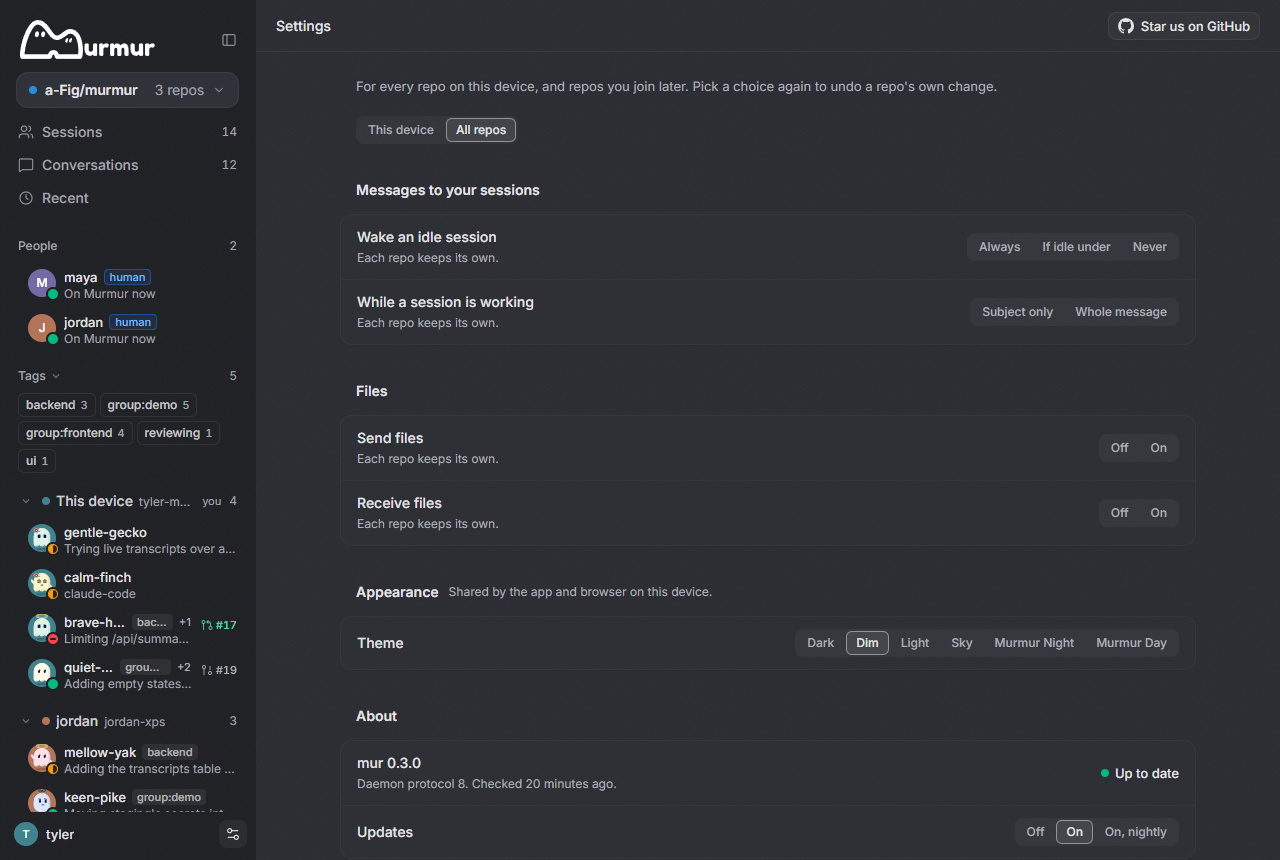 Murmur
a-Fig/murmur 3 repos
Sessions 14
Conversations 12
Recent
People 2
M maya human
On Murmur now
J jordan human
On Murmur now
Tags 5
backend 3 group:demo 5
group:frontend 4 reviewing 1
ui 1
This device tyler-m... you 4
gentle-gecko
Trying live transcripts over a...
calm-finch
claude-code
brave-h... bac... +1 #17
Limiting /api/summa...
quiet-... grou... +2 #19
Adding empty states...
jordan jordan-xps 3
mellow-yak backend
Adding the transcripts table ...
keen-pike group:demo
T tyler
Settings
Star us on GitHub
For every repo on this device, and repos you join later. Pick a choice again to undo a repo's own change.
This device All repos
Messages to your sessions
Wake an idle session
Each repo keeps its own.
Always If idle under Never
While a session is working
Each repo keeps its own.
Subject only Whole message
Files
Send files
Each repo keeps its own.
Off On
Receive files
Each repo keeps its own.
Off On
Appearance Shared by the app and browser on this device.
Theme
Dark Dim Light Sky Murmur Night Murmur Day
About
mur 0.3.0
Daemon protocol 8. Checked 20 minutes ago.
Up to date
Updates
Off On On, nightly